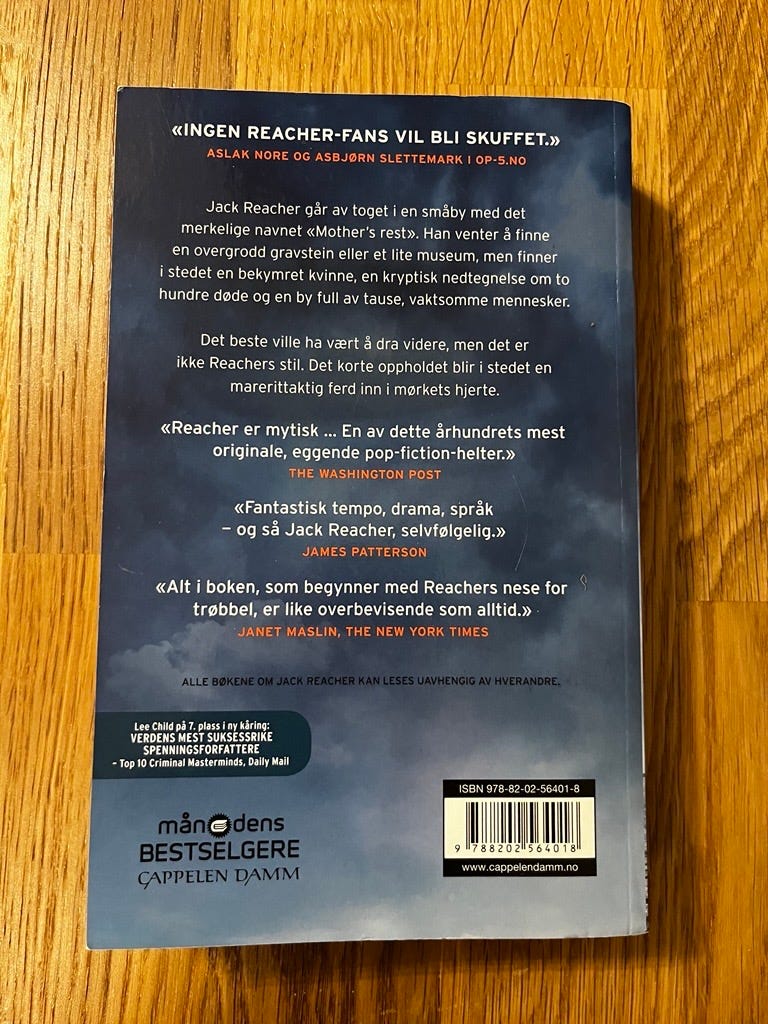 «INGEN REACHER-FANS VIL BLI SKUFFET.»
ASLAK NORE OG ASBJØRN SLETTEMARK I OP-5.NO
Jack Reacher går av toget i en småby med det
merkelige navnet «Mother's rest». Han venter å finne
en overgrodd gravstein eller et lite museum, men finner
i stedet en bekymret kvinne, en kryptisk nedtegnelse om to
hundre døde og en by full av tause, vaktsomme mennesker.
Det beste ville ha vært å dra videre, men det er
ikke Reachers stil. Det korte oppholdet blir i stedet en
marerittaktig ferd inn i mørkets hjerte.
«Reacher er mytisk ... En av dette århundrets mest
originale, eggende pop-fiction-helter.»
THE WASHINGTON POST
«Fantastisk tempo, drama, språk
– og så Jack Reacher, selvfølgelig.»
JAMES PATTERSON
«Alt i boken, som begynner med Reachers nese for
trøbbel, er like overbevisende som alltid.»
JANET MASLIN, THE NEW YORK TIMES
ALLE BØKENE OM JACK REACHER KAN LESES UAVHENGIG AV HVERANDRE.
Lee Child på 7. plass i ny kåring:
VERDENS MEST SUKSESSRIKE
SPENNINGSFORFATTERE
– Top 10 Criminal Masterminds, Daily Mail
månedens
BESTSELGERE
CAPPELEN DAMM
ISBN 978-82-02-56401-8
9 788202 564018
www.cappelendamm.no